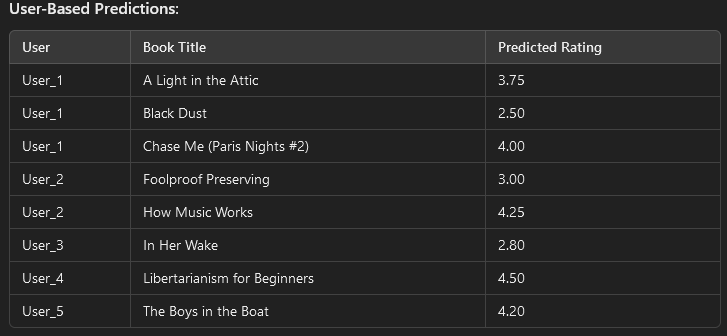 User-Based Predictions:
User Book Title Predicted Rating
User_1 A Light in the Attic 3.75
User_1 Black Dust 2.50
User_1 Chase Me (Paris Nights #2) 4.00
User_2 Foolproof Preserving 3.00
User_2 How Music Works 4.25
User_3 In Her Wake 2.80
User_4 Libertarianism for Beginners 4.50
User_5 The Boys in the Boat 4.20